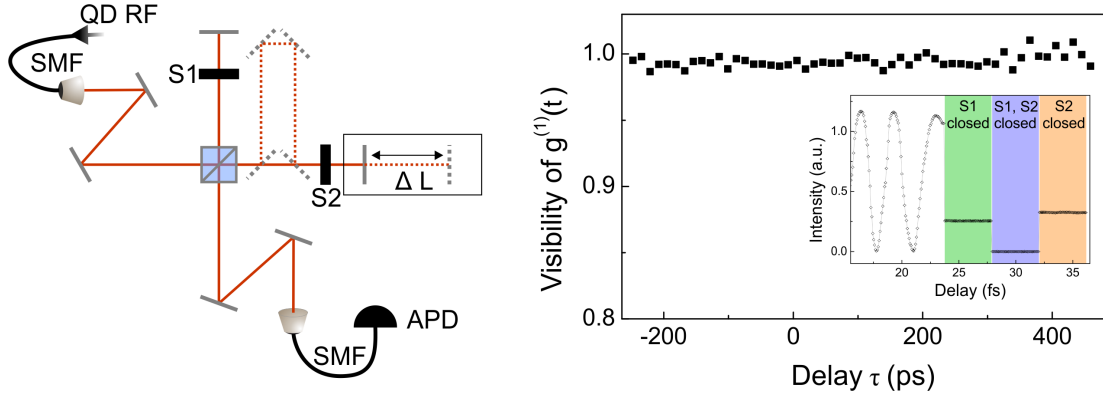 QD RF
SMF
S1
S2
Δ L
SMF
APD
Visibility of g(1)(t)
1.0
0.9
0.8
-200
0
200
400
Delay τ (ps)
Intensity (a.u.)
1.0
0.5
0.0
S1
closed
S1, S2
closed
S2
closed
20
25
30
35
Delay (fs)